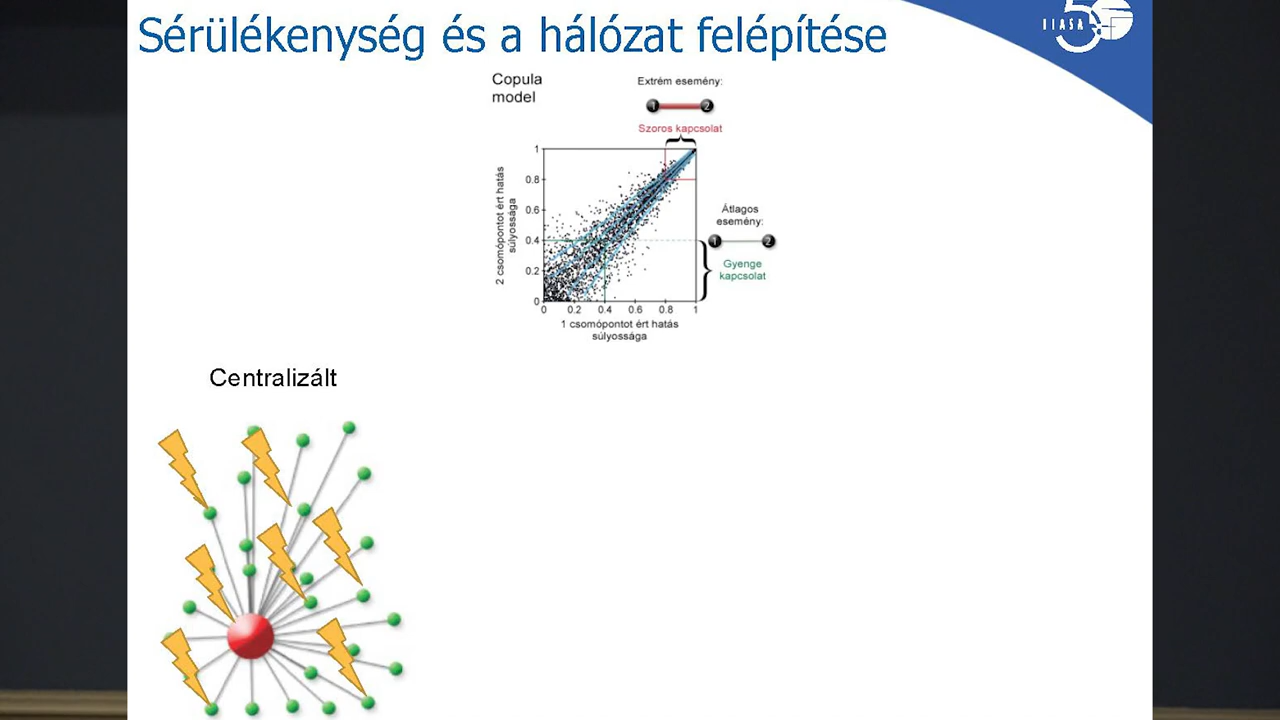 Sérülékenység és a hálózat felépítése
IIASA 50
Copula
model
Extrém esemény:
1 2
Szoros kapcsolat
1
0.8
0.6
0.4
0.2
0
2 csomópontot ért hatás
súlyossága
0 0.2 0.4 0.6 0.8 1
1 csomópontot ért hatás
súlyossága
Átlagos
esemény:
1 2
Gyenge
kapcsolat
Centralizált